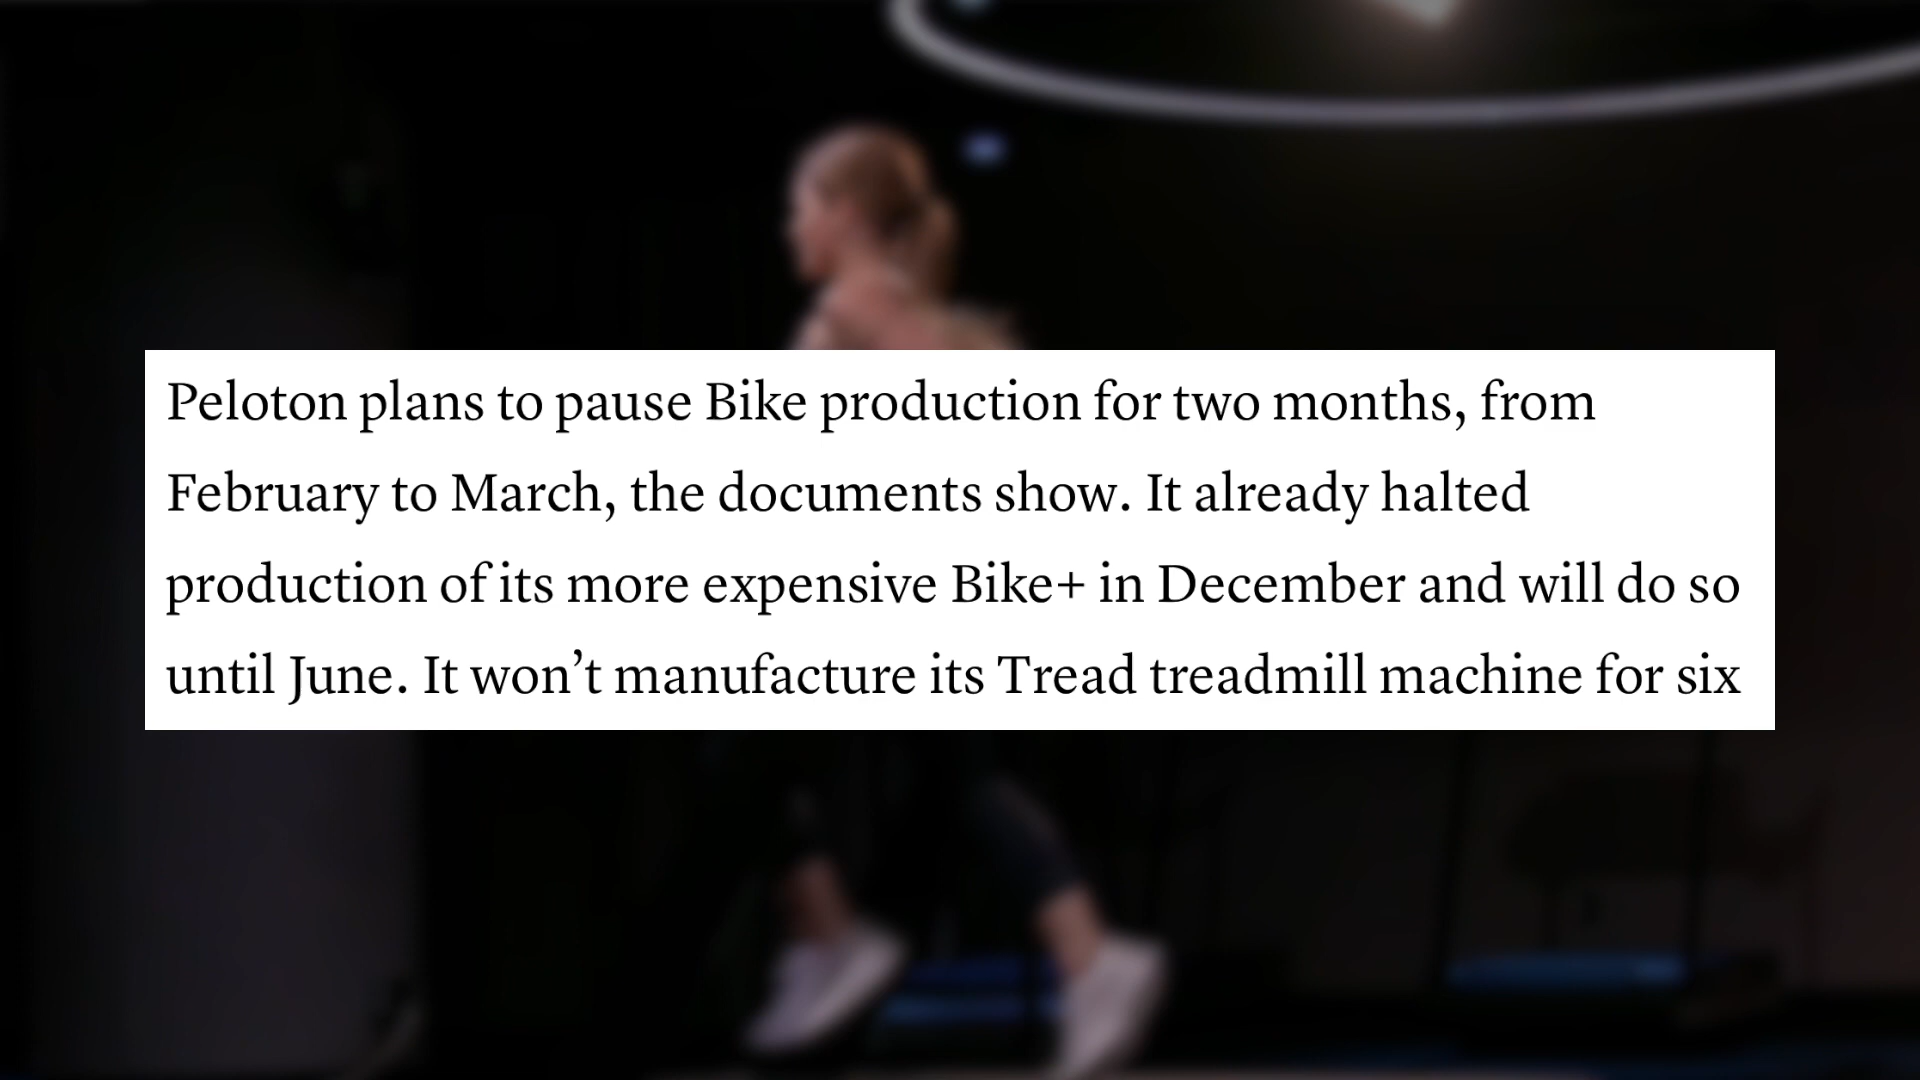 Peloton plans to pause Bike production for two months, from
February to March, the documents show. It already halted
production of its more expensive Bike+ in December and will do so
until June. It won’t manufacture its Tread treadmill machine for six